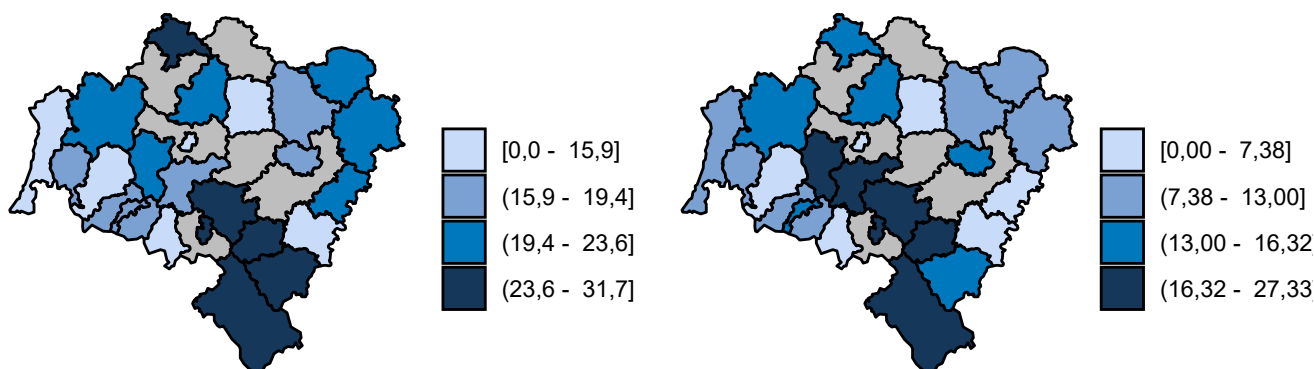 [0,0 - 15,9]
(15,9 - 19,4]
(19,4 - 23,6]
(23,6 - 31,7]
[0,00 - 7,38]
(7,38 - 13,00]
(13,00 - 16,32]
(16,32 - 27,33]